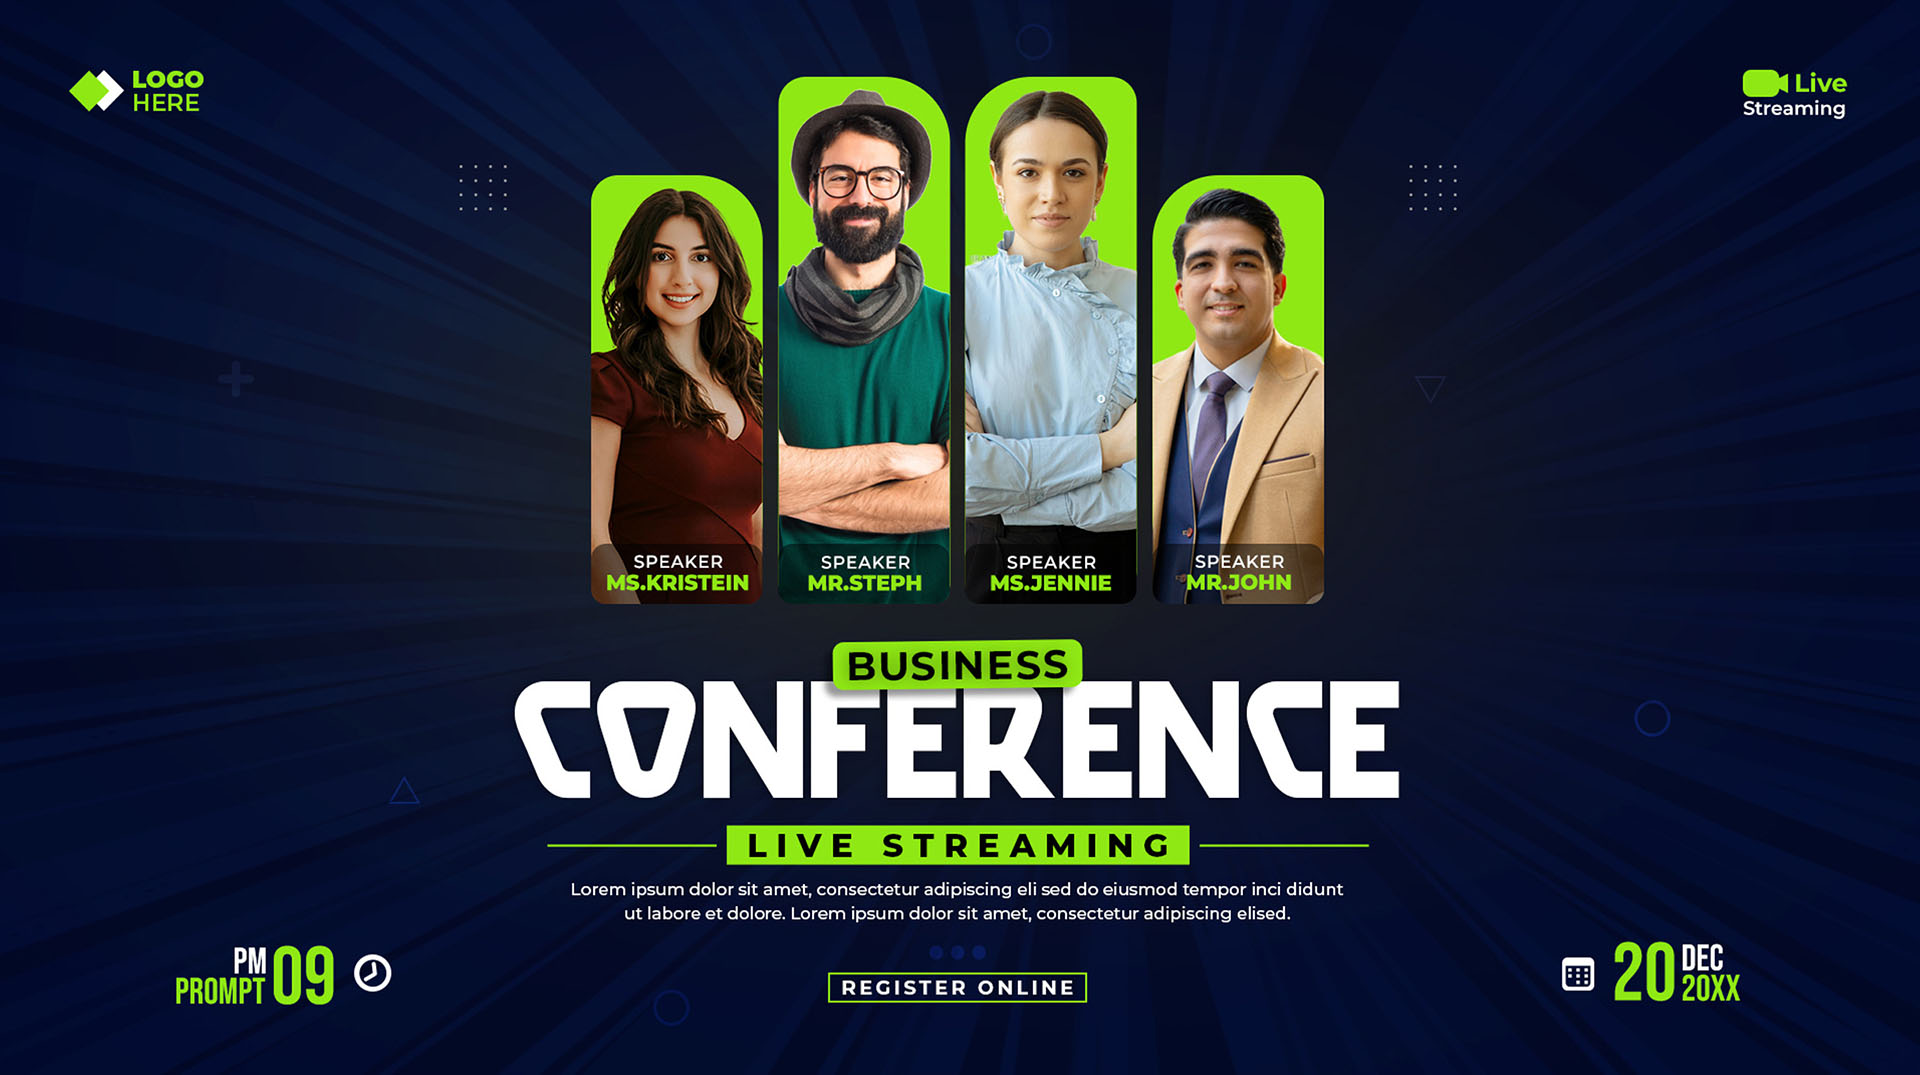 LOGO
HERE
Live
Streaming
SPEAKER
MS.KRISTEIN
SPEAKER
MR.STEPH
SPEAKER
MS.JENNIE
SPEAKER
MR.JOHN
BUSINESS
CONFERENCE
LIVE STREAMING
Lorem ipsum dolor sit amet, consectetur adipiscing eli sed do eiusmod tempor inci didunt
ut labore et dolore. Lorem ipsum dolor sit amet, consectetur adipiscing elised.
PM
PROMPT 09
REGISTER ONLINE
20 DEC
20XX